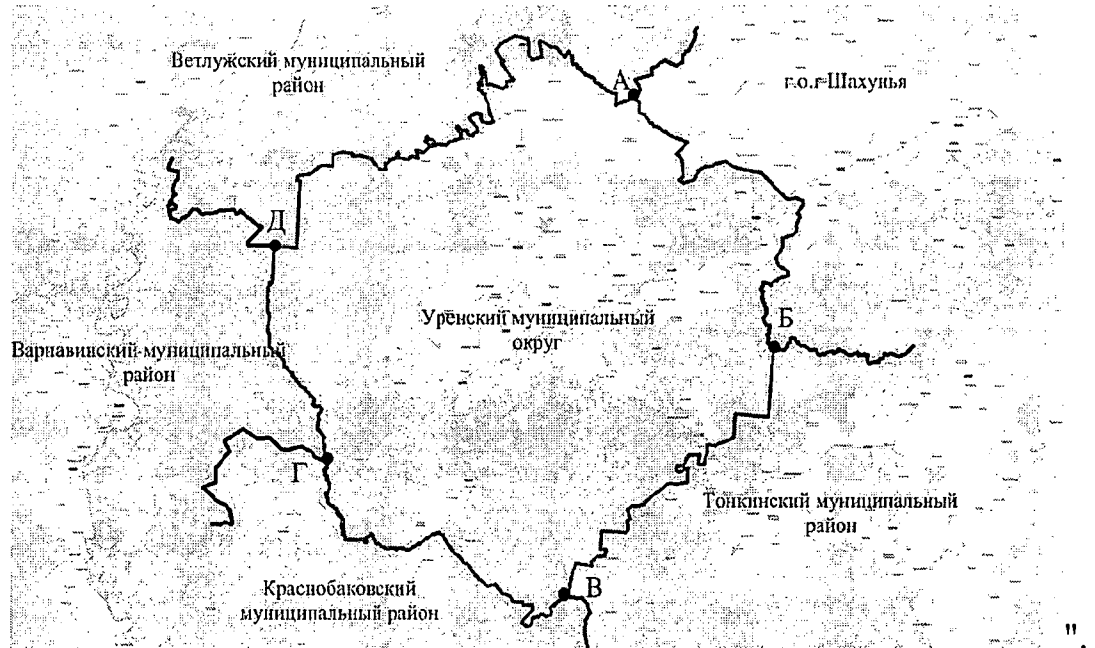 Ветлужский муниципальный
район
А
г.о.г Шахунья
Д
Уренский муниципальный
округ
Б
Варнавинский муниципальный
район
Г
Тонкинский муниципальный
район
Краснобаковский
муниципальный район
В
".